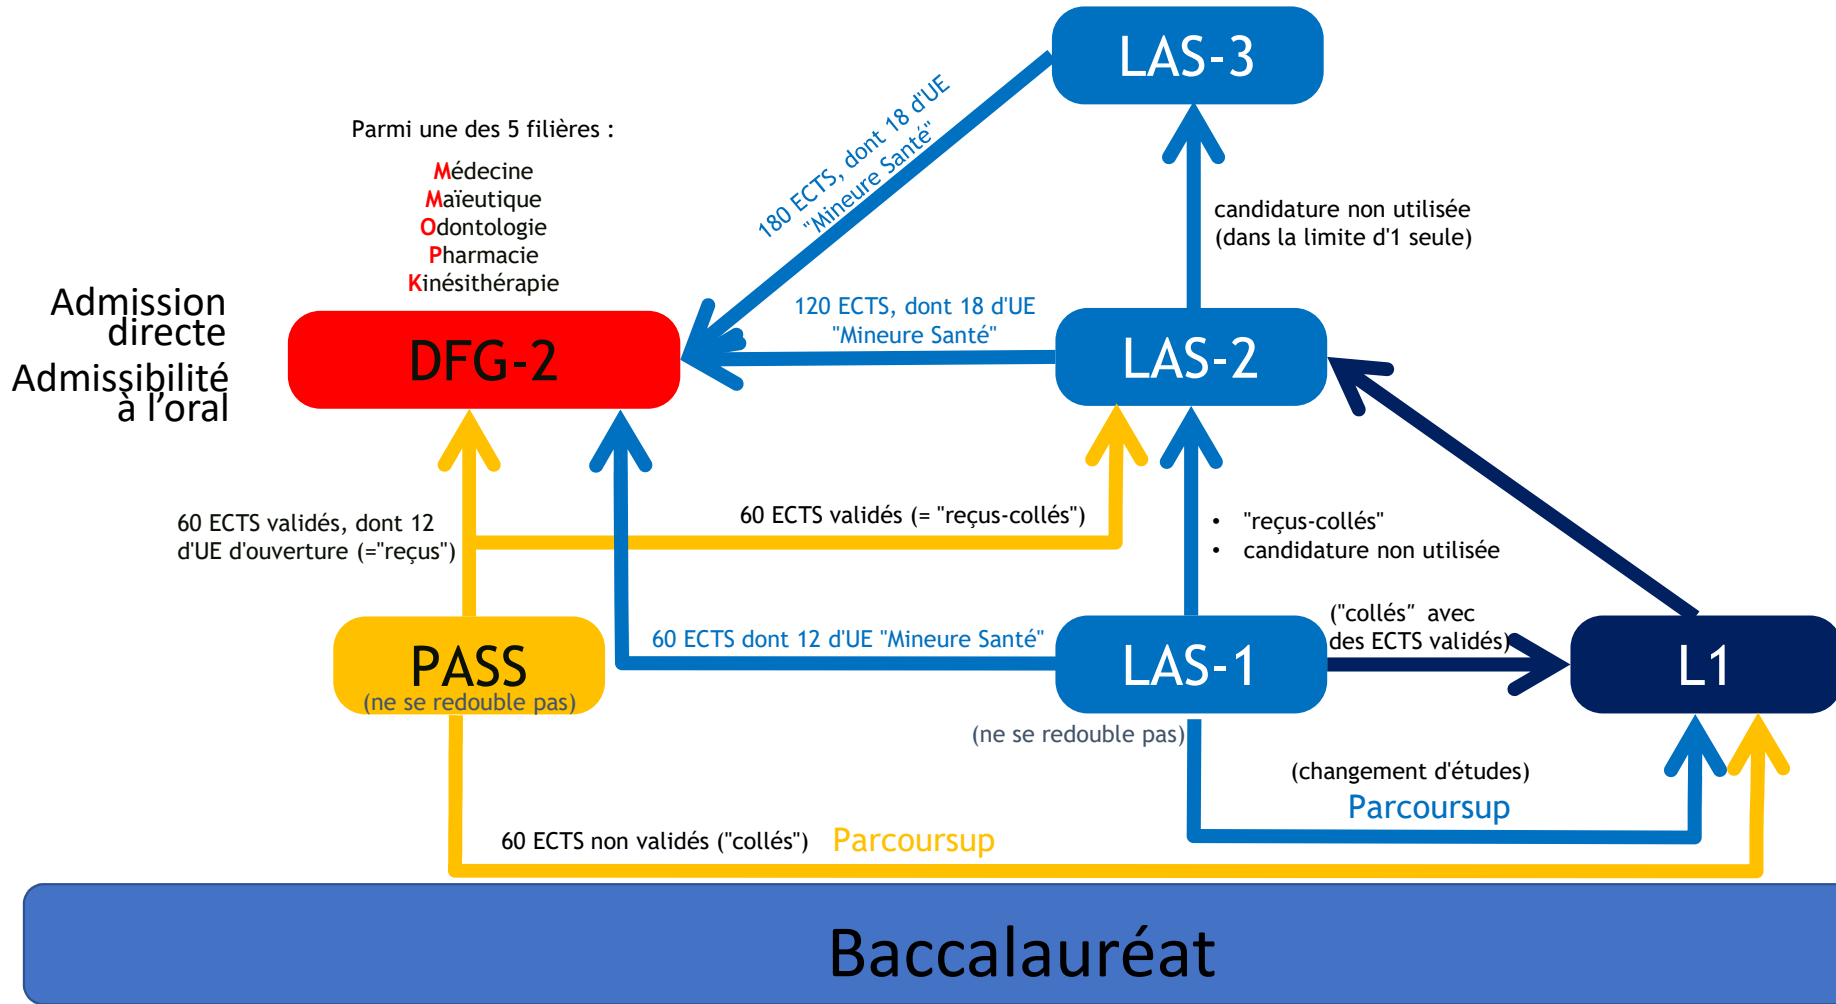 LAS-3
Parmi une des 5 filières :
Médecine
Maïeutique
Odontologie
Pharmacie
Kinésithérapie
180 ECTS, dont 18 d'UE
"Mineure Santé"
candidature non utilisée
(dans la limite d'1 seule)
Admission
directe
Admissibilité
à l’oral
DFG-2
120 ECTS, dont 18 d'UE
"Mineure Santé"
LAS-2
60 ECTS validés, dont 12
d'UE d'ouverture (="reçus")
60 ECTS validés (= "reçus-collés")
• "reçus-collés"
• candidature non utilisée
PASS
(ne se redouble pas)
60 ECTS dont 12 d'UE "Mineure Santé"
LAS-1
(ne se redouble pas)
("collés" avec
des ECTS validés)
L1
(changement d'études)
Parcoursup
60 ECTS non validés ("collés") Parcoursup
Baccalauréat